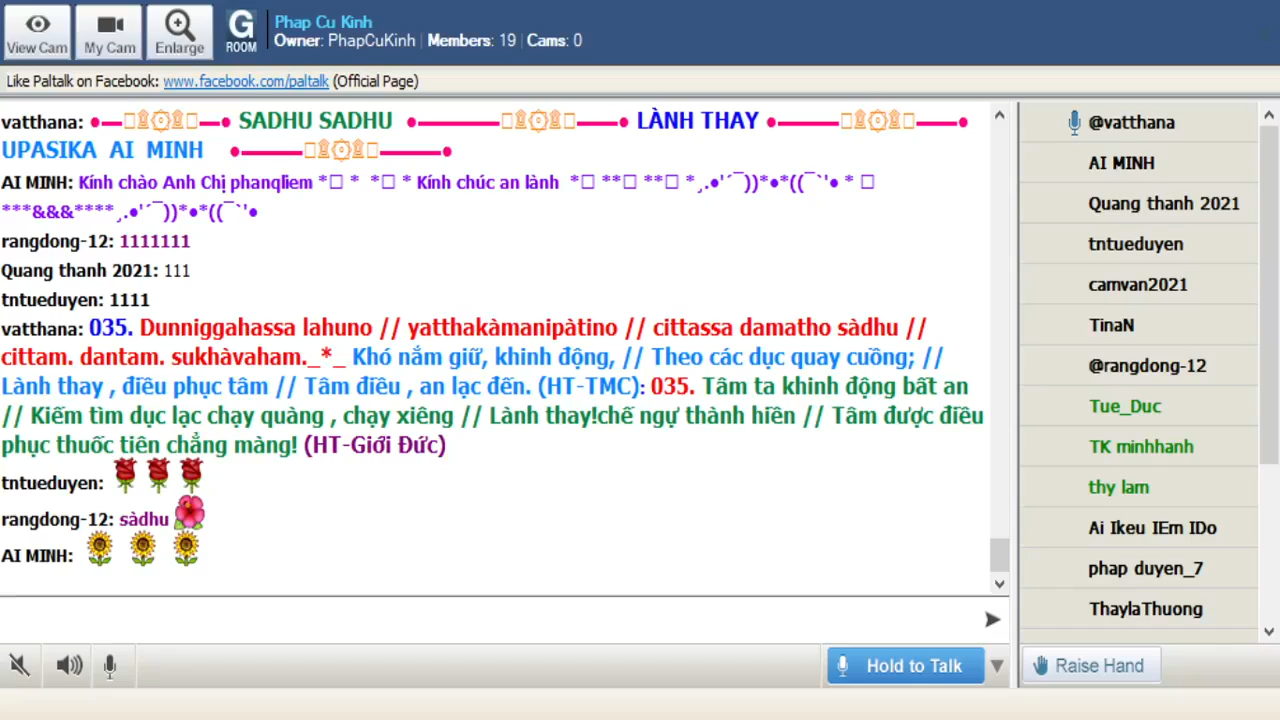 View Cam
My Cam
Enlarge
G
ROOM
Phap Cu Kinh
Owner: PhapCuKinh | Members: 19 | Cams: 0
Like Paltalk on Facebook: www.facebook.com/paltalk (Official Page)
vatthana: ●▬▬۩۞۩▬▬● SADHU SADHU ●▬▬▬▬▬۩۞۩▬▬▬● LÀNH THAY ●▬▬▬▬۩۞۩▬▬▬●
UPASIKA AI MINH ●▬▬▬▬۩۞۩▬▬▬▬●
AI MINH: Kính chào Anh Chị phanqliem *□ * *□ * Kính chúc an lành *□ **□ **□ *¸.●'´¯))*●*((¯`'● * □
***&&&****¸.●'´¯))*●*((¯`'●
rangdong-12: 1111111
Quang thanh 2021: 111
tntueduyen: 1111
vatthana: 035. Dunniggahassa lahuno // yatthakàmanipàtino // cittassa damatho sàdhu //
cittam. dantam. sukhàvaham._*_ Khó nắm giữ, khinh động, // Theo các dục quay cuồng; //
Lành thay , điều phục tâm // Tâm điều , an lạc đến. (HT-TMC): 035. Tâm ta khinh động bất an
// Kiếm tìm dục lạc chạy quàng , chạy xiêng // Lành thay!chế ngự thành hiền // Tâm được điều
phục thuốc tiên chẳng màng! (HT-Giới Đức)
tntueduyen:
rangdong-12: sàdhu
AI MINH:
@vatthana
AI MINH
Quang thanh 2021
tntueduyen
camvan2021
TinaN
@rangdong-12
Tue_Duc
TK minhhanh
thy lam
Ai Ikeu IEm IDo
phap duyen_7
ThaylaThuong
Hold to Talk
Raise Hand